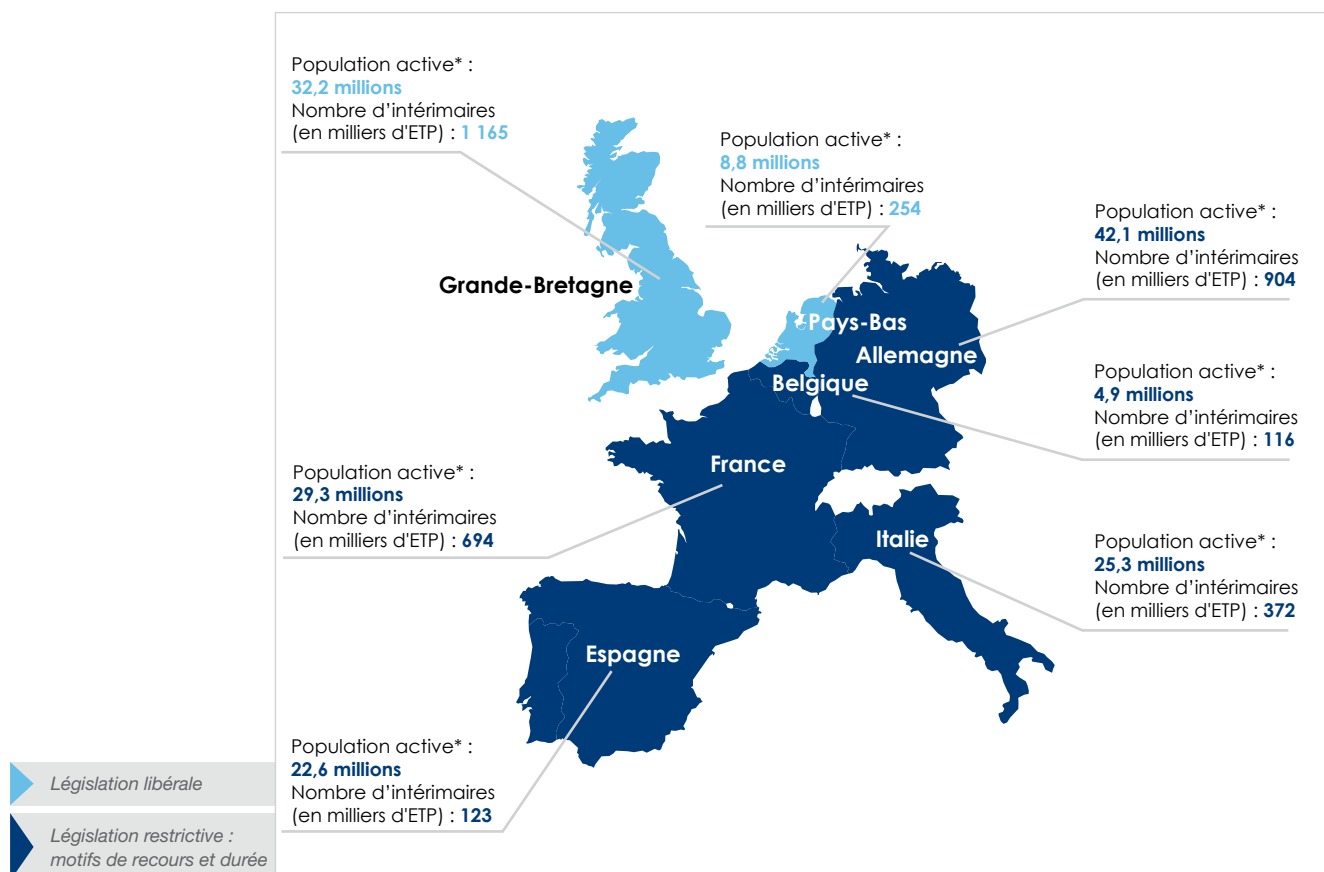 Population active* :
32,2 millions
Nombre d’intérimaires
(en milliers d'ETP) : 1 165
Population active* :
8,8 millions
Nombre d’intérimaires
(en milliers d'ETP) : 254
Population active* :
42,1 millions
Nombre d’intérimaires
(en milliers d'ETP) : 904
Grande-Bretagne
Pays-Bas
Allemagne
Belgique
Population active* :
4,9 millions
Nombre d’intérimaires
(en milliers d'ETP) : 116
France
Population active* :
29,3 millions
Nombre d’intérimaires
(en milliers d'ETP) : 694
Italie
Population active* :
25,3 millions
Nombre d’intérimaires
(en milliers d'ETP) : 372
Espagne
Population active* :
22,6 millions
Nombre d’intérimaires
(en milliers d'ETP) : 123
Législation libérale
Législation restrictive :
motifs de recours et durée